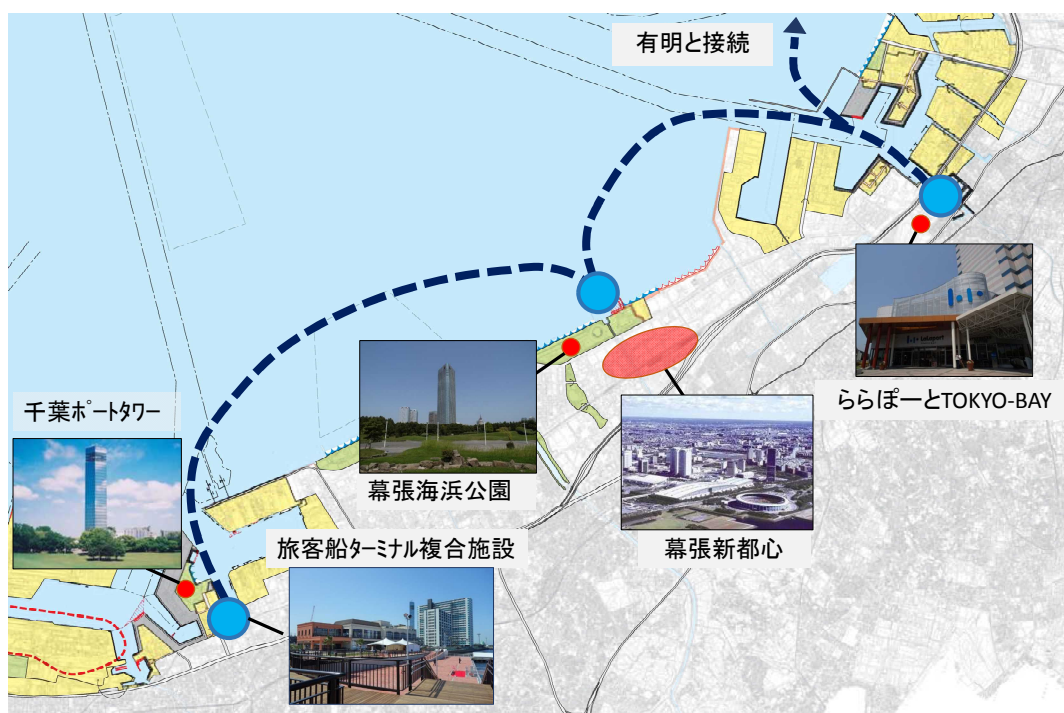 有明と接続
ららぽーとTOKYO-BAY
千葉ﾎﾟｰﾄﾀﾜｰ
幕張海浜公園
旅客船ﾀｰﾐﾅﾙ複合施設
幕張新都心